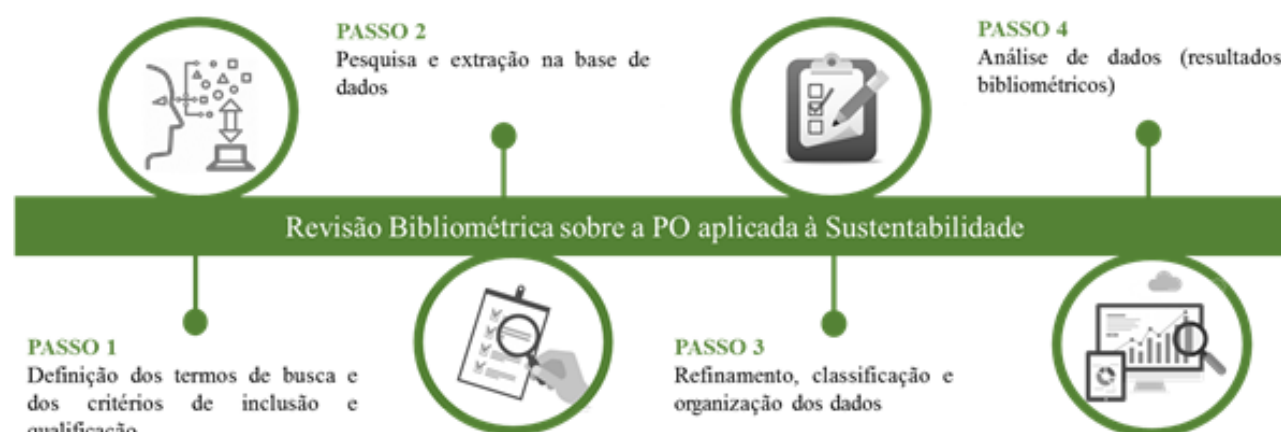 PASSO 2
Pesquisa e extração na base de
dados
PASSO 4
Análise de dados (resultados
bibliométricos)
Revisão Bibliométrica sobre a PO aplicada à Sustentabilidade
PASSO 1
Definição dos termos de busca e
dos critérios de inclusão e
qualificação
PASSO 3
Refinamento, classificação e
organização dos dados